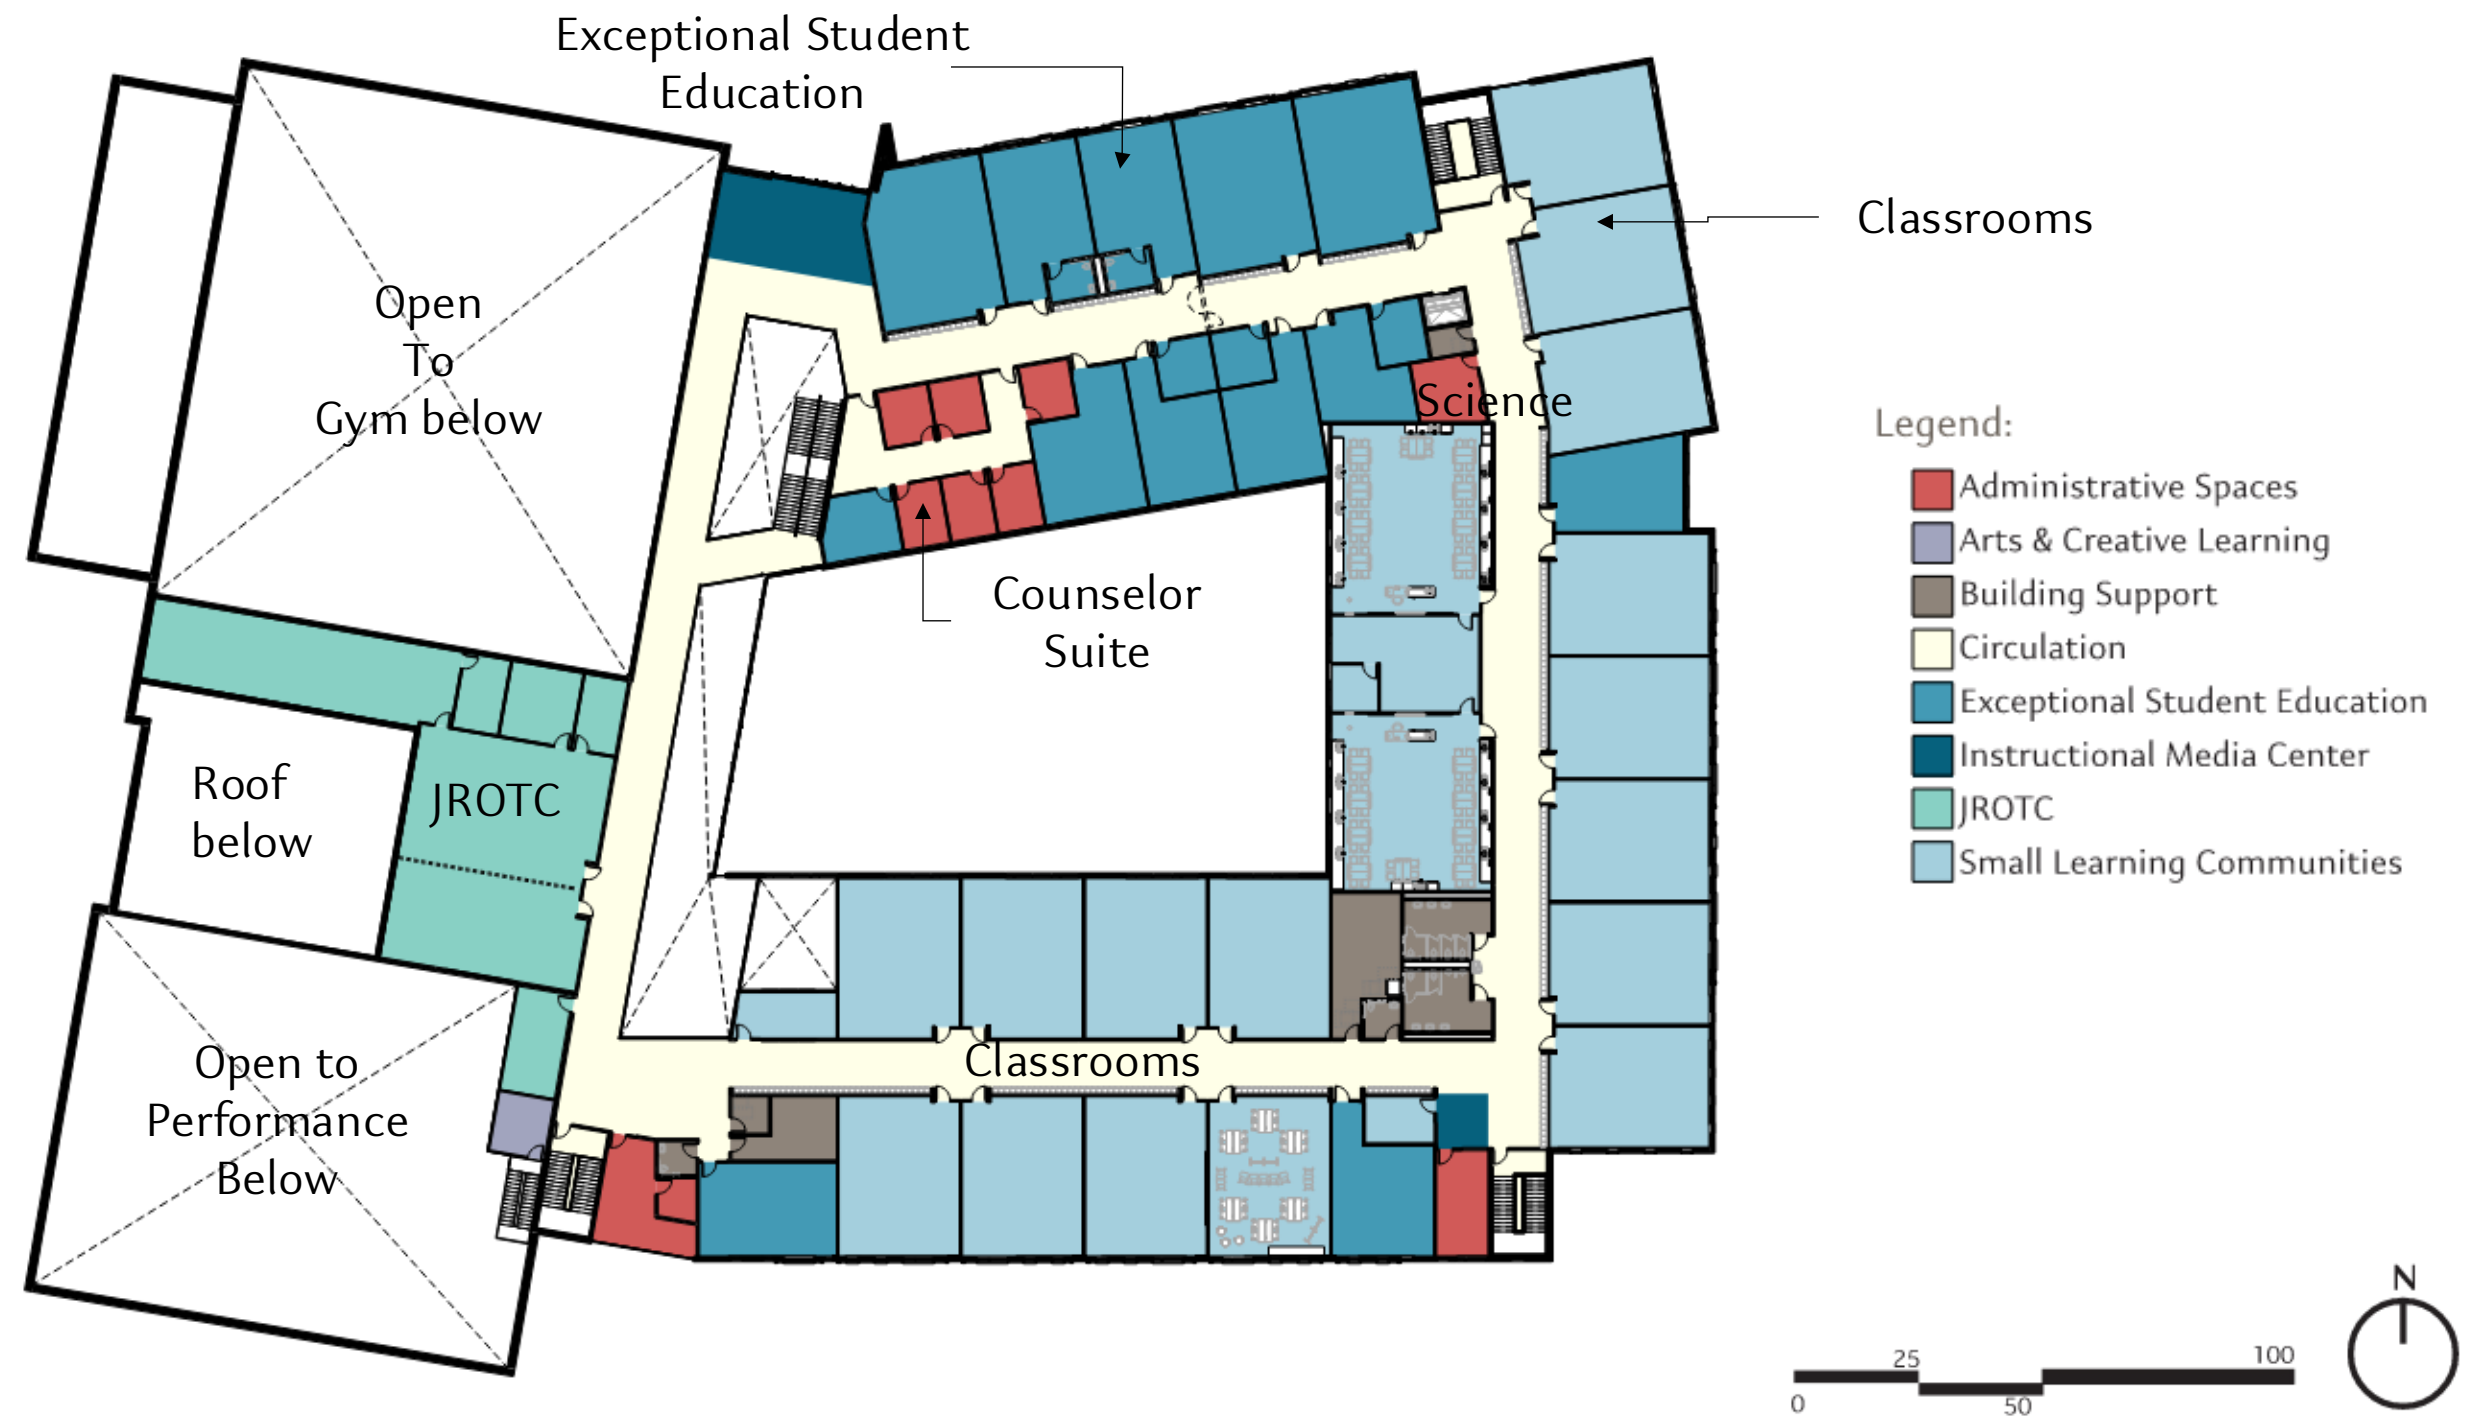 Exceptional Student
Education
Classrooms
Open
To
Gym below
Science
Counselor
Suite
Roof
below
JROTC
Open to
Performance
Below
Classrooms
Legend:
Administrative Spaces
Arts & Creative Learning
Building Support
Circulation
Exceptional Student Education
Instructional Media Center
JROTC
Small Learning Communities
N
25
100
0
50